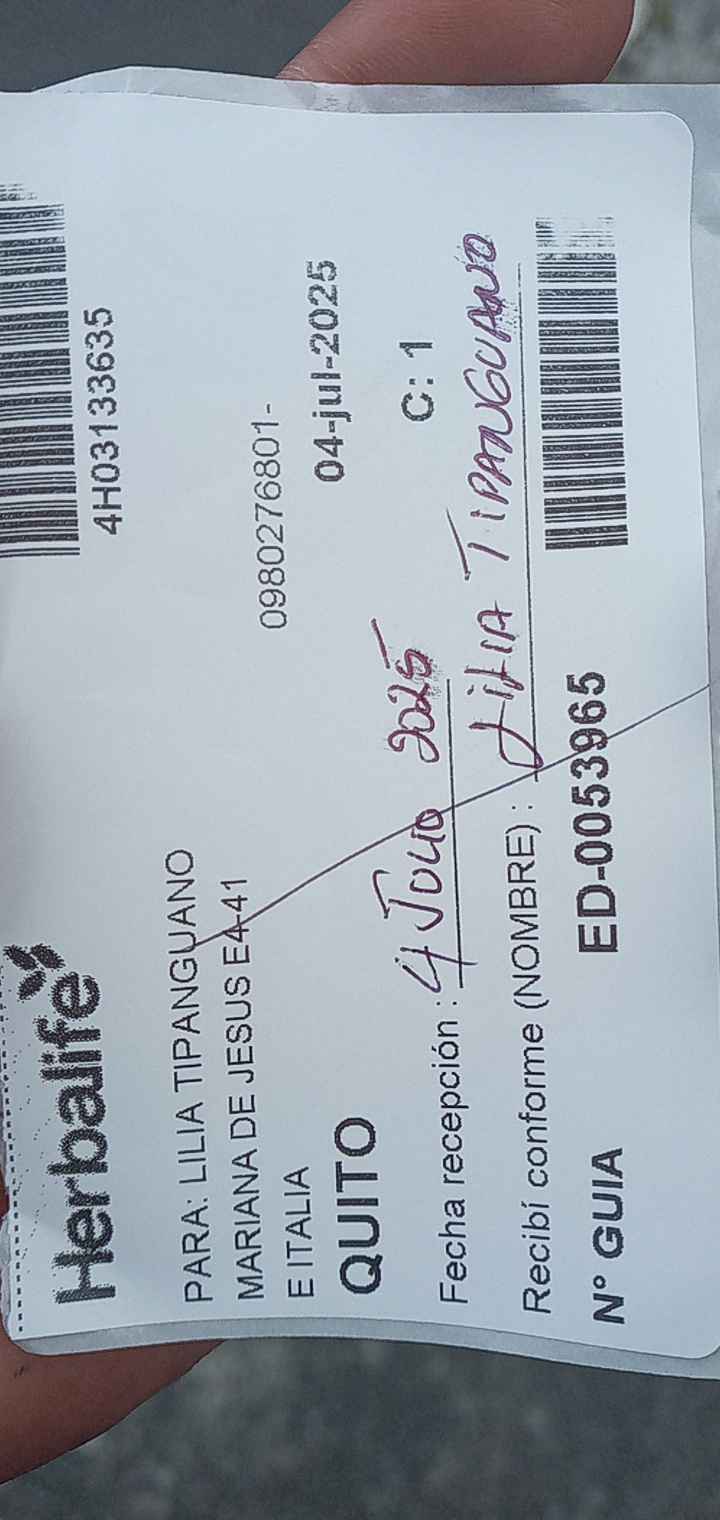 Herbalife
4H03133635
PARA: LILIA TIPANGUANO
MARIANA DE JESUS E4-41
0980276801-
E ITALIA
QUITO
04-jul-2025
Fecha recepción : 4 Julio 2025
C: 1
Recibí conforme (NOMBRE) : Lilia TIPANGUANO
N° GUIA
ED-0053965